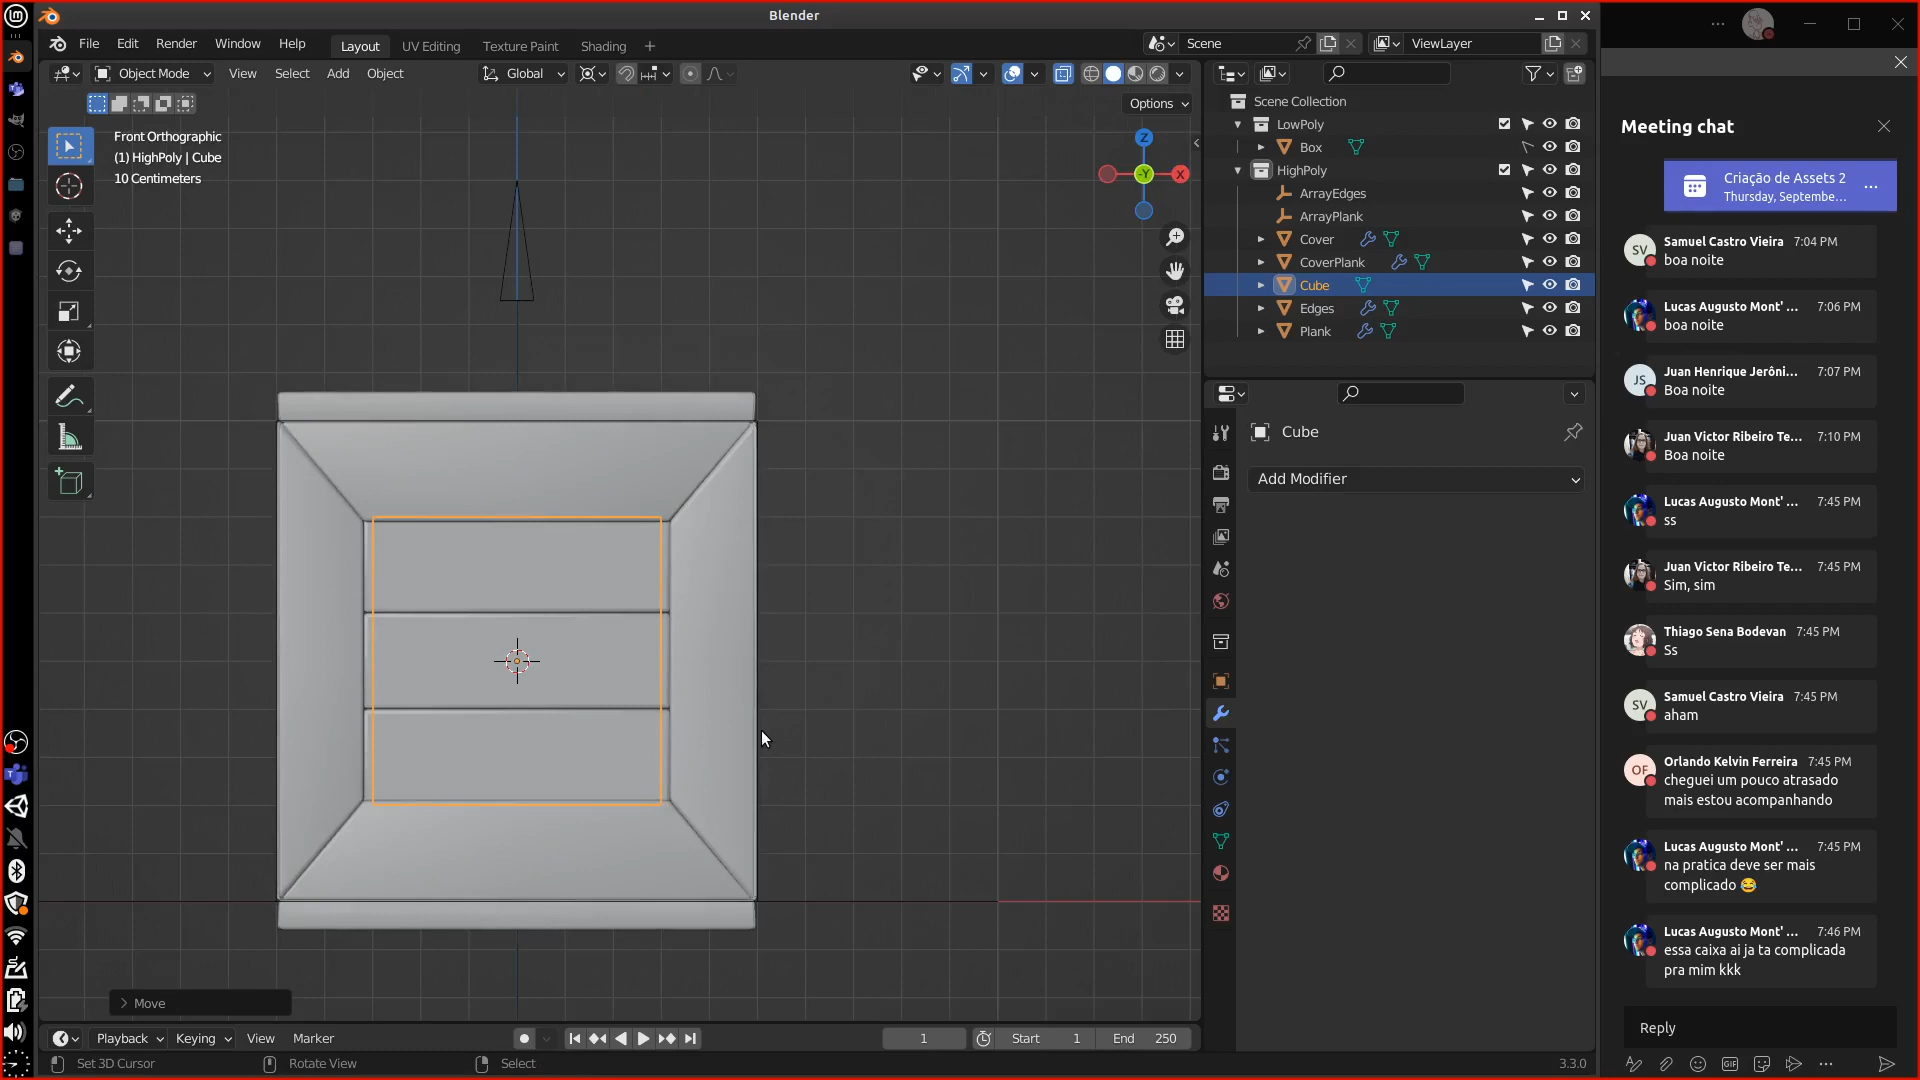 Blender
File
Edit
Render
Window
Help
Layout
UV Editing
Texture Paint
Shading
Scene
ViewLayer
Object Mode
View
Select
Add
Object
Global
Options
Front Orthographic
(1) HighPoly | Cube
10 Centimeters
Z
-Y
X
Move
Scene Collection
LowPoly
Box
HighPoly
ArrayEdges
ArrayPlank
Cover
CoverPlank
Cube
Edges
Plank
Cube
Add Modifier
Playback
Keying
View
Marker
1
Start 1
End 250
Set 3D Cursor
Rotate View
Select
3.3.0
Meeting chat
Criação de Assets 2
Thursday, Septembe...
SV
Samuel Castro Vieira 7:04 PM
boa noite
Lucas Augusto Mont' ... 7:06 PM
boa noite
JS
Juan Henrique Jerôni... 7:07 PM
Boa noite
Juan Victor Ribeiro Te... 7:10 PM
Boa noite
Lucas Augusto Mont' ... 7:45 PM
ss
Juan Victor Ribeiro Te... 7:45 PM
Sim, sim
Thiago Sena Bodevan 7:45 PM
Ss
SV
Samuel Castro Vieira 7:45 PM
aham
OF
Orlando Kelvin Ferreira 7:45 PM
cheguei um pouco atrasado
mais estou acompanhando
Lucas Augusto Mont' ... 7:45 PM
na pratica deve ser mais
complicado 😂
Lucas Augusto Mont' ... 7:46 PM
essa caixa ai ja ta complicada
pra mim kkk
Reply
GIF